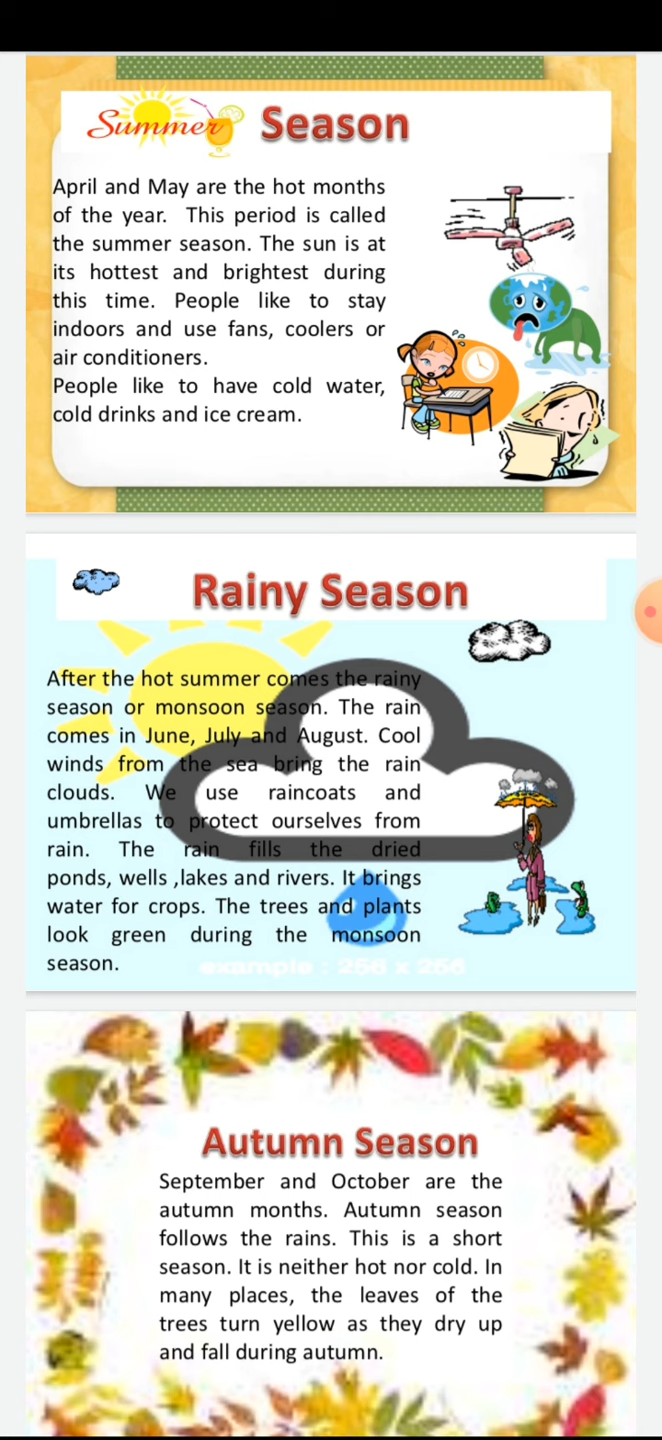 Summer Season
April and May are the hot months
of the year. This period is called
the summer season. The sun is at
its hottest and brightest during
this time. People like to stay
indoors and use fans, coolers or
air conditioners.
People like to have cold water,
cold drinks and ice cream.
Rainy Season
After the hot summer comes the rainy
season or monsoon season. The rain
comes in June, July and August. Cool
winds from the sea bring the rain
clouds. We use raincoats and
umbrellas to protect ourselves from
rain. The rain fills the dried
ponds, wells ,lakes and rivers. It brings
water for crops. The trees and plants
look green during the monsoon
season.
example : 256 x 256
Autumn Season
September and October are the
autumn months. Autumn season
follows the rains. This is a short
season. It is neither hot nor cold. In
many places, the leaves of the
trees turn yellow as they dry up
and fall during autumn.